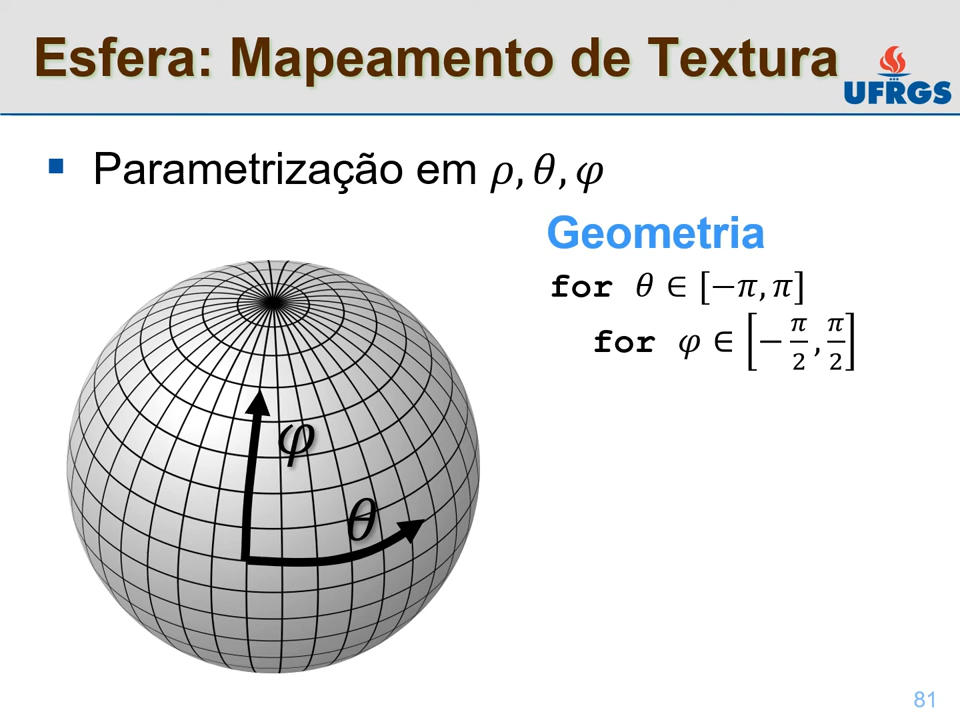 Esfera: Mapeamento de Textura
UFRGS
▪ Parametrização em 𝜌, 𝜃, 𝜑
Geometria
for 𝜃 ∈ [−𝜋, 𝜋]
for 𝜑 ∈ [−𝜋/2, 𝜋/2]
𝜑
𝜃
81